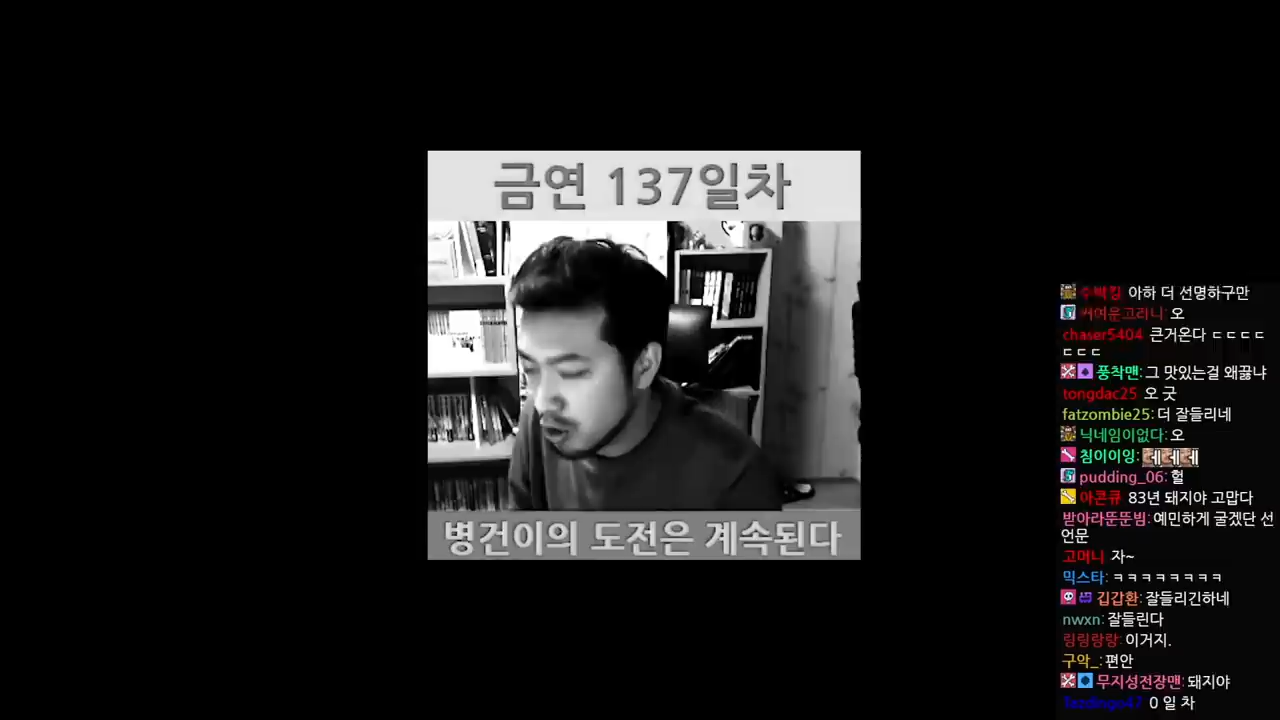 금연 137일차
병건이의 도전은 계속된다
수박킹 아하 더 선명하구만
커여운고라니: 오
chaser5404 큰거온다 ㄷㄷㄷㄷ
ㄷㄷㄷ
풍착맨: 그 맛있는걸 왜끓냐
tongdac25 오 굿
fatzombie25: 더 잘들리네
닉네임이없다: 오
침이이잉:
pudding_06: 헐
아콘큐 83년 돼지야 고맙다
받아라뚠뚠빔: 예민하게 굴겠단 선
언문
고머니 자~
믹스타: ㅋㅋㅋㅋㅋㅋㅋㅋ
김갑환: 잘들리긴하네
nwxn: 잘들린다
링링랑랑: 이거지.
구악_: 편안
무지성전장맨: 돼지야
Tazdingo47 0 일 차